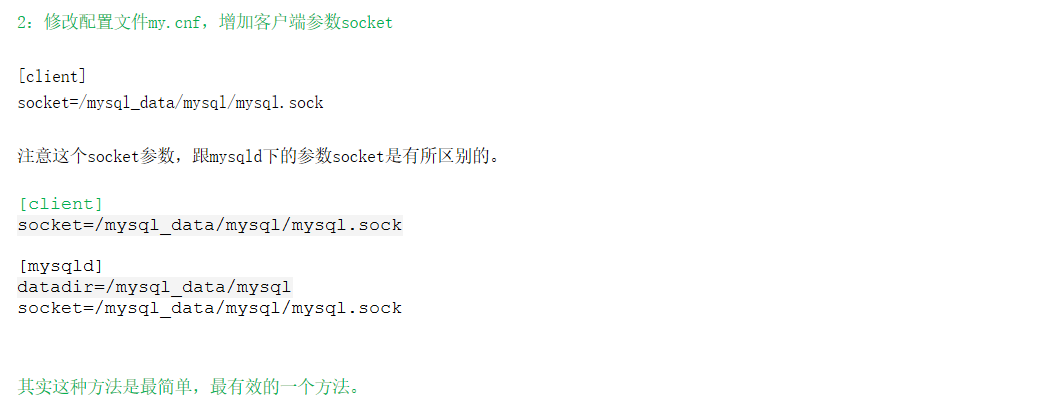 2：修改配置文件my.cnf，增加客户端参数socket
[client]
socket=/mysql_data/mysql/mysql.sock
注意这个socket参数，跟mysqld下的参数socket是有所区别的。
[client]
socket=/mysql_data/mysql/mysql.sock
[mysqld]
datadir=/mysql_data/mysql
socket=/mysql_data/mysql/mysql.sock
其实这种方法是最简单，最有效的一个方法。